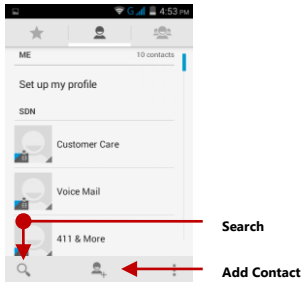 G 4:53 PM
ME 10 contacts
Set up my profile
SDN
Customer Care
Voice Mail
411 & More
Search
Add Contact